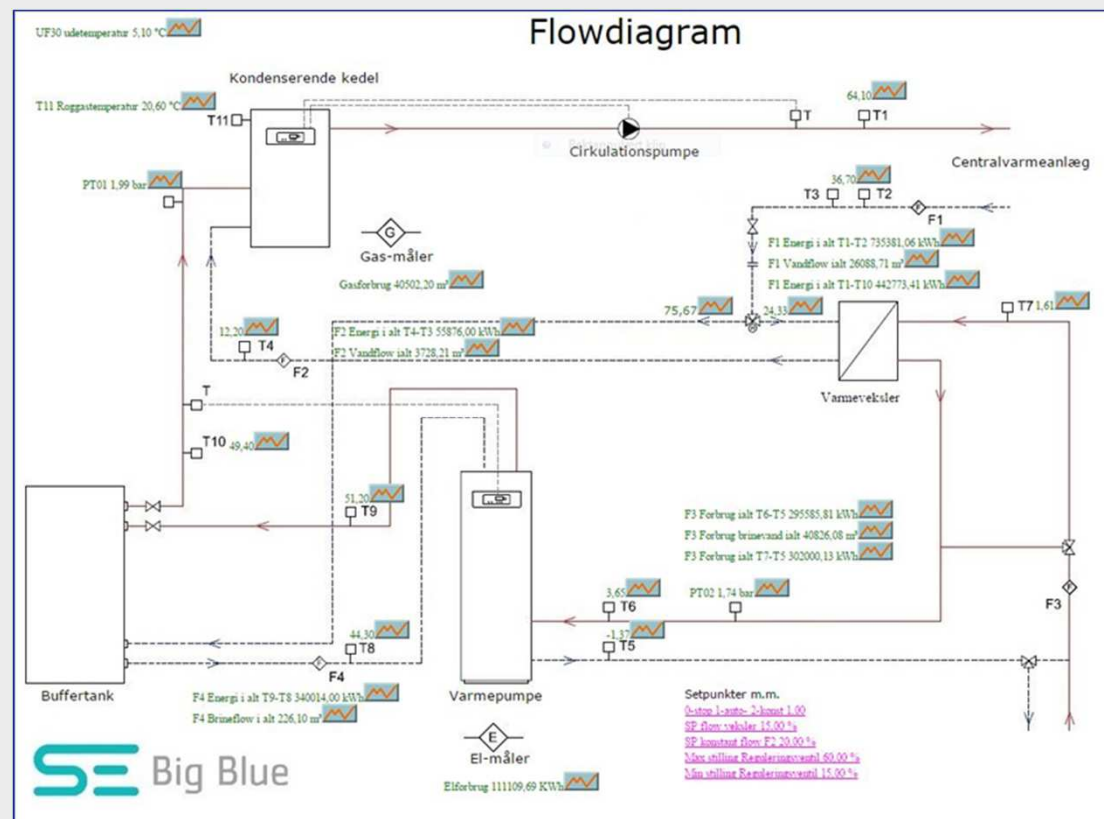 Flowdiagram
UF30 udetemperatur 5,10 °C
Kondenserende kedel
T11 Roggastemperatur 20,60 °C
T11
64,10
T
T1
Cirkulationspumpe
Centralvarmeanlæg
PT01 1,99 bar
36,70
T3
T2
F1
G
Gas-måler
F1 Energi i alt T1-T2 735381,06 kWh
F1 Vandflow ialt 26088,71 m³
F1 Energi i alt T1-T10 442773,41 kWh
Gasforbrug 40502,20 m³
75,67
24,33
T7 1,61
12,20
T4
F2 Energi i alt T4-T3 55876,00 kWh
F2 Vandflow ialt 3728,21 m³
F2
Varmeveksler
T
T10 49,40
51,20
T9
F3 Forbrug ialt T6-T5 295585,81 kWh
F3 Forbrug brinevand ialt 40826,08 m³
F3 Forbrug ialt T7-T5 302000,13 kWh
3,65
T6
PT02 1,74 bar
F3
44,30
T8
-1,37
T5
F4
Buffertank
F4 Energi i alt T9-T8 340014,00 kWh
F4 Brineflow i alt 226,10 m³
Varmepumpe
E
El-måler
Elforbrug 111109,69 KWh
Setpunkter m.m.
0-stop 1-auto- 2-konst 1,00
SP flow veksler 15,00 %
SP konstant flow F2 20,00 %
Max stilling Reguleringsventil 60,00 %
Min stilling Reguleringsventil 15,00 %
SE Big Blue